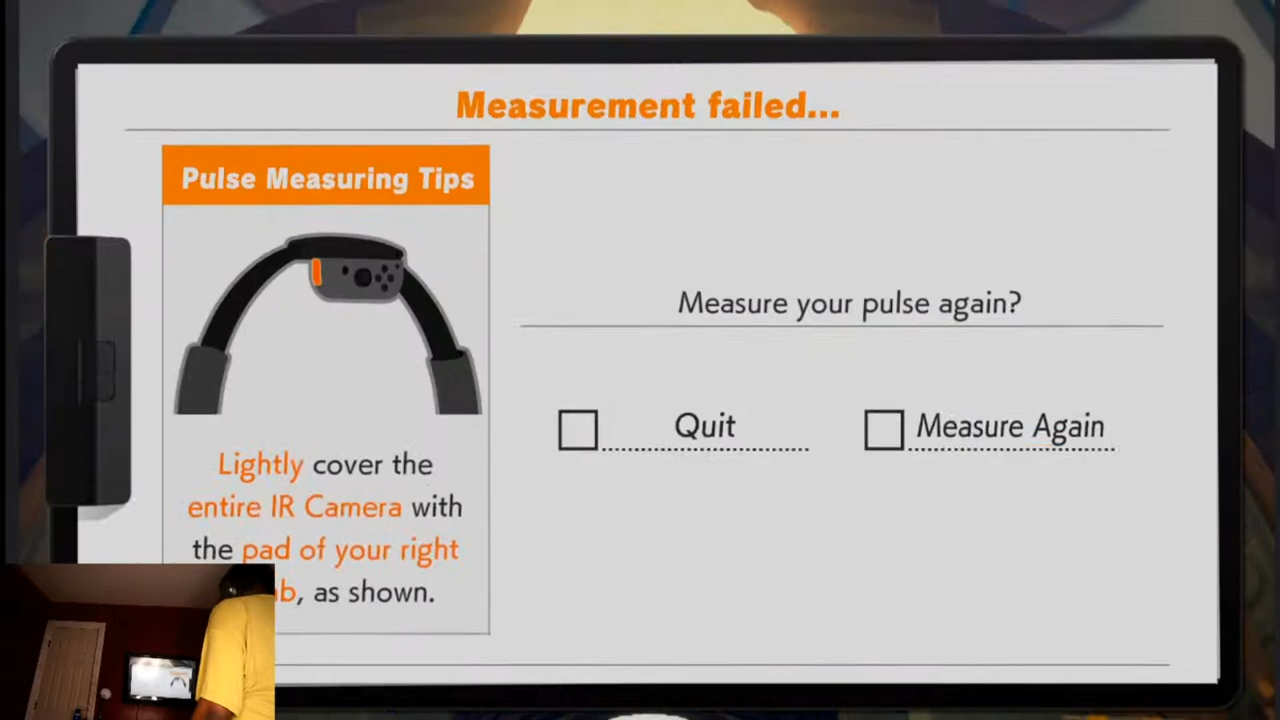 Measurement failed...
Pulse Measuring Tips
Lightly cover the
entire IR Camera with
the pad of your right
as shown.
Measure your pulse again?
Quit
Measure Again